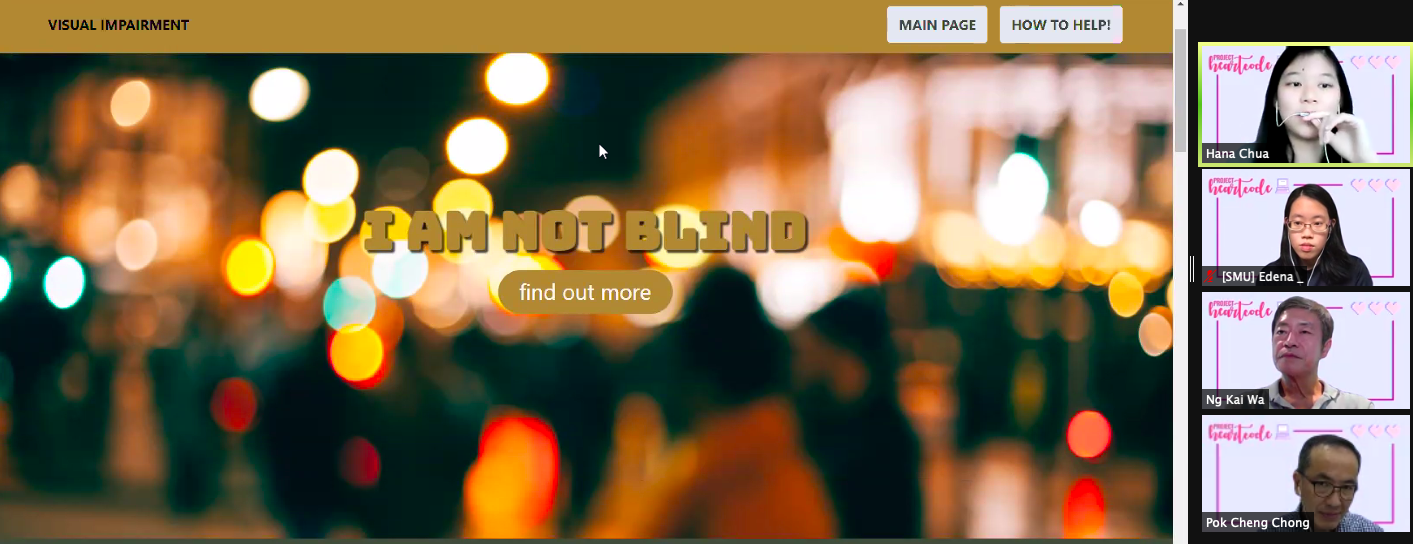 VISUAL IMPAIRMENT
MAIN PAGE
HOW TO HELP!
I AM NOT BLIND
find out more
PROJECT
heartcode
Hana Chua
PROJECT
heartcode
[SMU] Edena _
PROJECT
heartcode
Ng Kai Wa
PROJECT
heartcode
Pok Cheng Chong